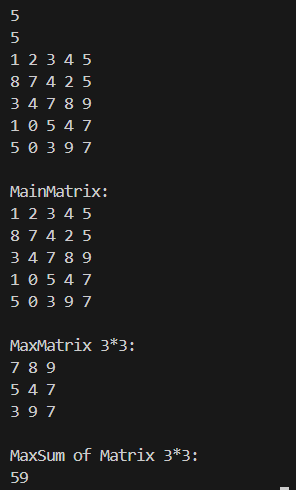 5
5
1 2 3 4 5
8 7 4 2 5
3 4 7 8 9
1 0 5 4 7
5 0 3 9 7
MainMatrix:
1 2 3 4 5
8 7 4 2 5
3 4 7 8 9
1 0 5 4 7
5 0 3 9 7
MaxMatrix 3*3:
7 8 9
5 4 7
3 9 7
MaxSum of Matrix 3*3:
59